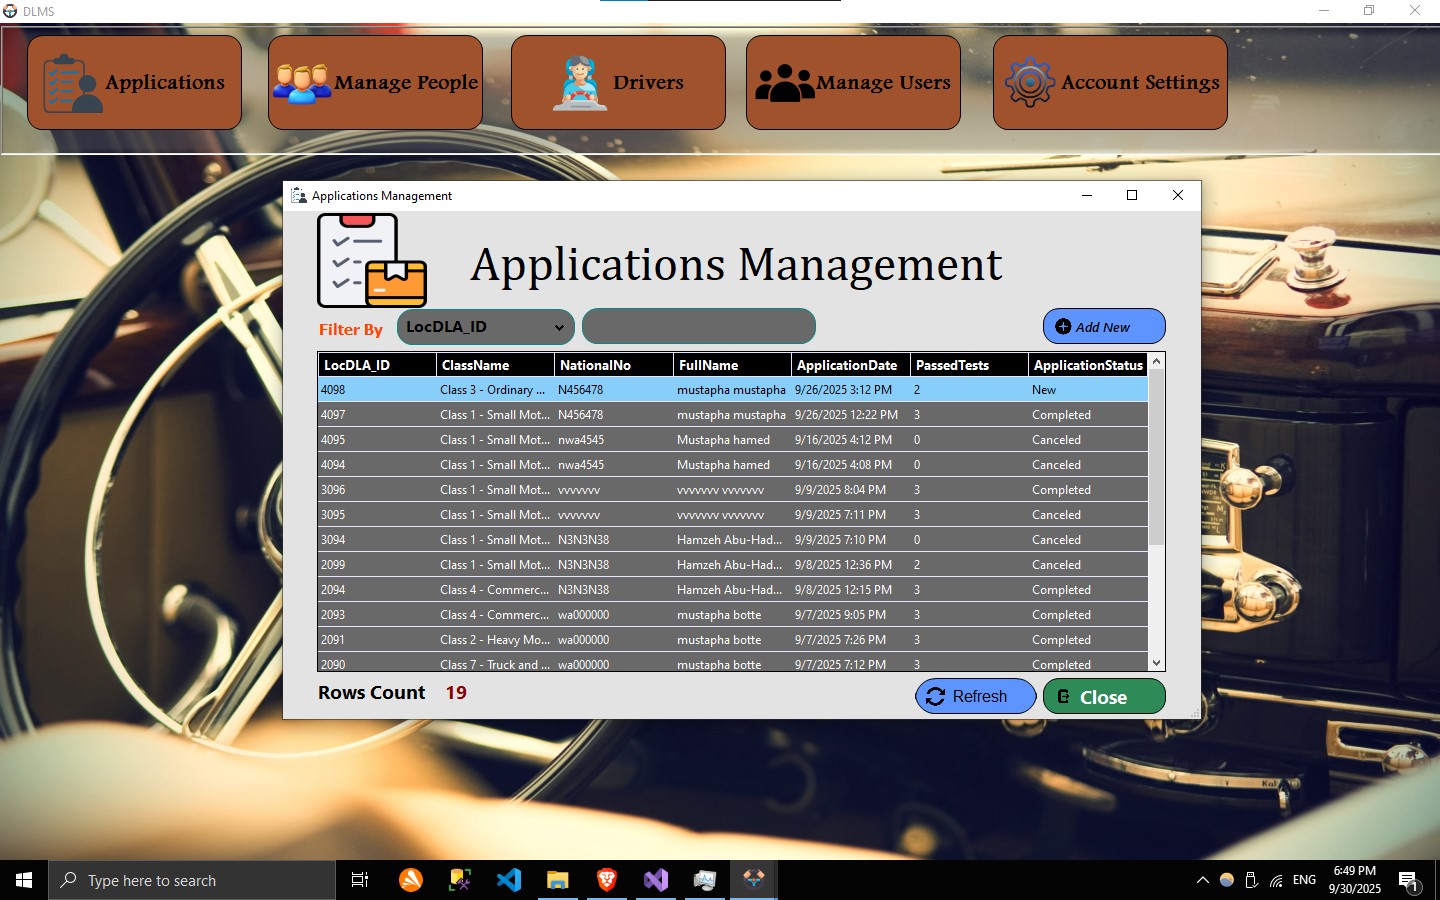 DLMS
Applications Manage People Drivers Manage Users Account Settings
Applications Management
Applications Management
Filter By LocDLA_ID Add New
LocDLA_ID ClassName NationalNo FullName ApplicationDate PassedTests ApplicationStatus
4098 Class 3 - Ordinary ... N456478 mustapha mustapha 9/26/2025 3:12 PM 2 New
4097 Class 1 - Small Mot... N456478 mustapha mustapha 9/26/2025 12:22 PM 3 Completed
4095 Class 1 - Small Mot... nwa4545 Mustapha hamed 9/16/2025 4:12 PM 0 Canceled
4094 Class 1 - Small Mot... nwa4545 Mustapha hamed 9/16/2025 4:08 PM 0 Canceled
3096 Class 1 - Small Mot... vvvvvvv vvvvvvv vvvvvvv 9/9/2025 8:04 PM 3 Completed
3095 Class 1 - Small Mot... vvvvvvv vvvvvvv vvvvvvv 9/9/2025 7:11 PM 3 Canceled
3094 Class 1 - Small Mot... N3N3N38 Hamzeh Abu-Had... 9/9/2025 7:10 PM 0 Canceled
2099 Class 1 - Small Mot... N3N3N38 Hamzeh Abu-Had... 9/8/2025 12:36 PM 2 Canceled
2094 Class 4 - Commerc... N3N3N38 Hamzeh Abu-Had... 9/8/2025 12:15 PM 3 Completed
2093 Class 4 - Commerc... wa000000 mustapha botte 9/7/2025 9:05 PM 3 Completed
2091 Class 2 - Heavy Mo... wa000000 mustapha botte 9/7/2025 7:26 PM 3 Completed
2090 Class 7 - Truck and ... wa000000 mustapha botte 9/7/2025 7:12 PM 3 Completed
Rows Count 19 Refresh Close
Type here to search ENG 6:49 PM
9/30/2025 1